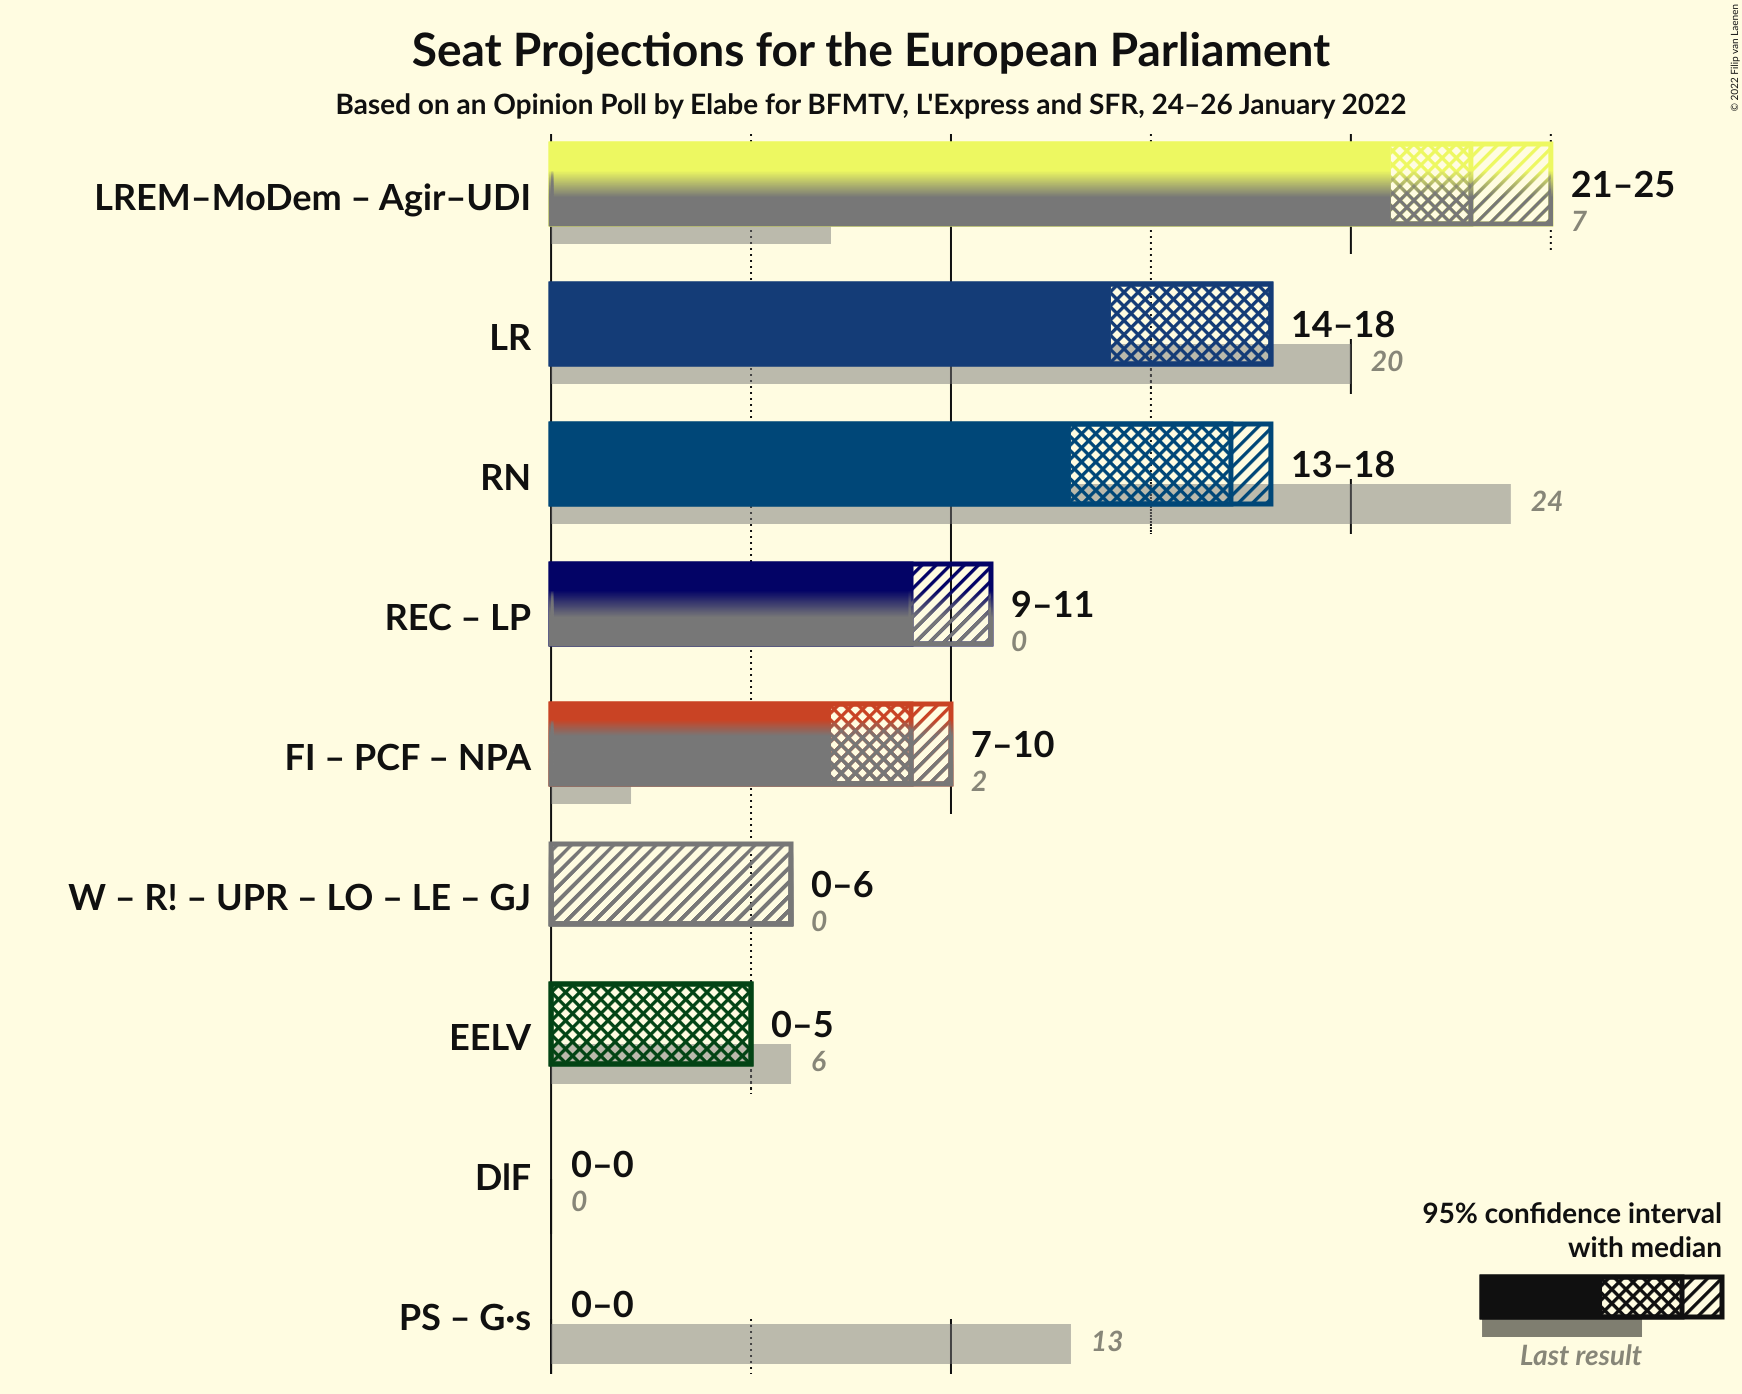 Seat Projections for the European Parliament
Based on an Opinion Poll by Elabe for BFMTV, L'Express and SFR, 24–26 January 2022
© 2022 Filip van Laenen
LREM–MoDem – Agir–UDI
21–25
7
LR
14–18
20
RN
13–18
24
REC – LP
9–11
0
FI – PCF – NPA
7–10
2
W – R! – UPR – LO – LE – GJ
0–6
0
EELV
0–5
6
DlF
0–0
0
PS – G·s
0–0
13
95% confidence interval
with median
Last result